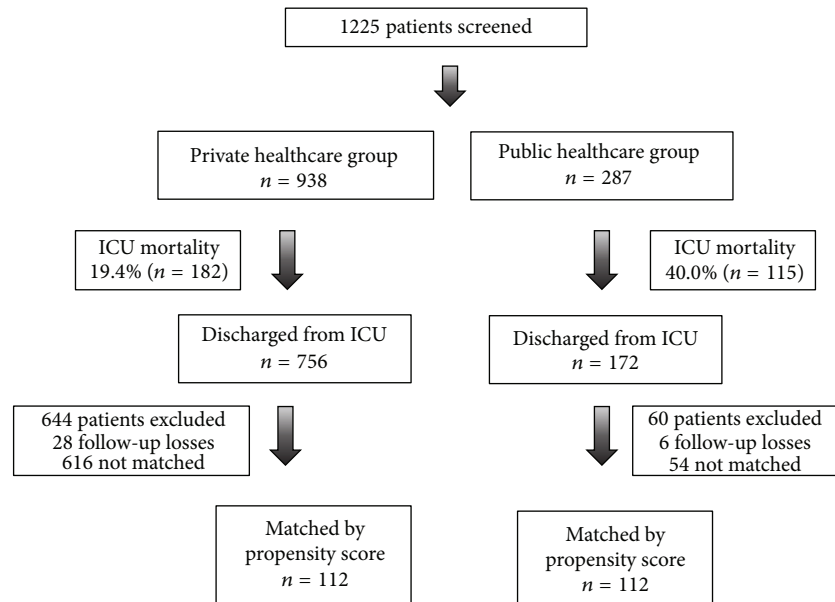 1225 patients screened
Private healthcare group
n = 938
Public healthcare group
n = 287
ICU mortality
19.4% (n = 182)
ICU mortality
40.0% (n = 115)
Discharged from ICU
n = 756
Discharged from ICU
n = 172
644 patients excluded
28 follow-up losses
616 not matched
60 patients excluded
6 follow-up losses
54 not matched
Matched by
propensity score
n = 112
Matched by
propensity score
n = 112